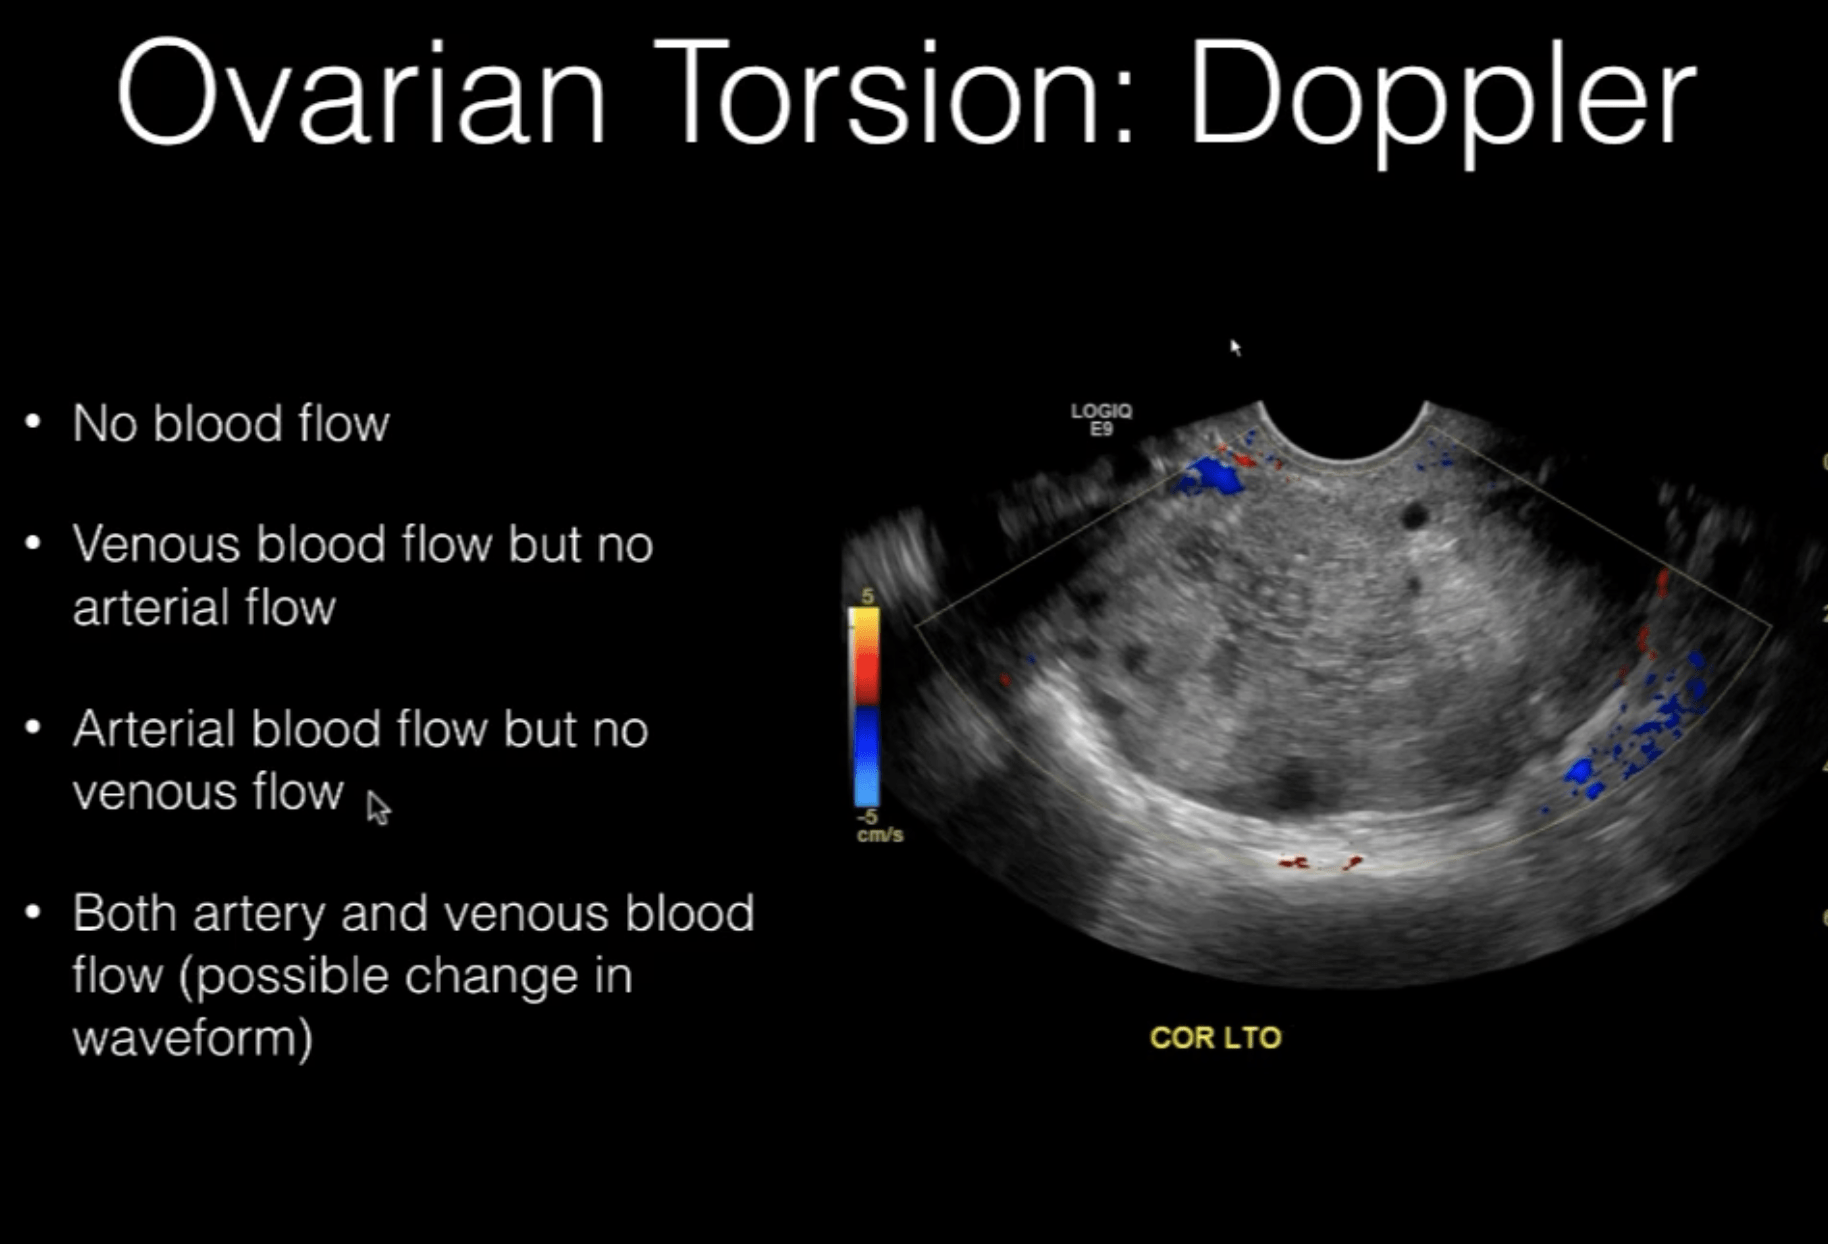 Ovarian Torsion: Doppler
• No blood flow
• Venous blood flow but no
arterial flow
• Arterial blood flow but no
venous flow
• Both artery and venous blood
flow (possible change in
waveform)
LOGIQ
E9
5
-5
cm/s
COR LTO